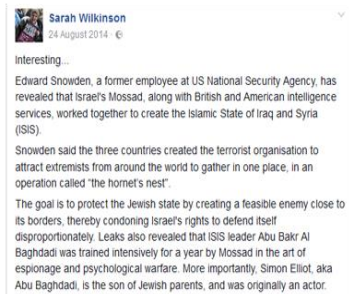 Sarah Wilkinson
24 August 2014 ·
Interesting...
Edward Snowden, a former employee at US National Security Agency, has
revealed that Israel's Mossad, along with British and American intelligence
services, worked together to create the Islamic State of Iraq and Syria
(ISIS).
Snowden said the three countries created the terrorist organisation to
attract extremists from around the world to gather in one place, in an
operation called "the hornet's nest".
The goal is to protect the Jewish state by creating a feasible enemy close to
its borders, thereby condoning Israel's rights to defend itself
disproportionately. Leaks also revealed that ISIS leader Abu Bakr Al
Baghdadi was trained intensively for a year by Mossad in the art of
espionage and psychological warfare. More importantly, Simon Elliot, aka
Abu Baghdadi, is the son of Jewish parents, and was originally an actor.